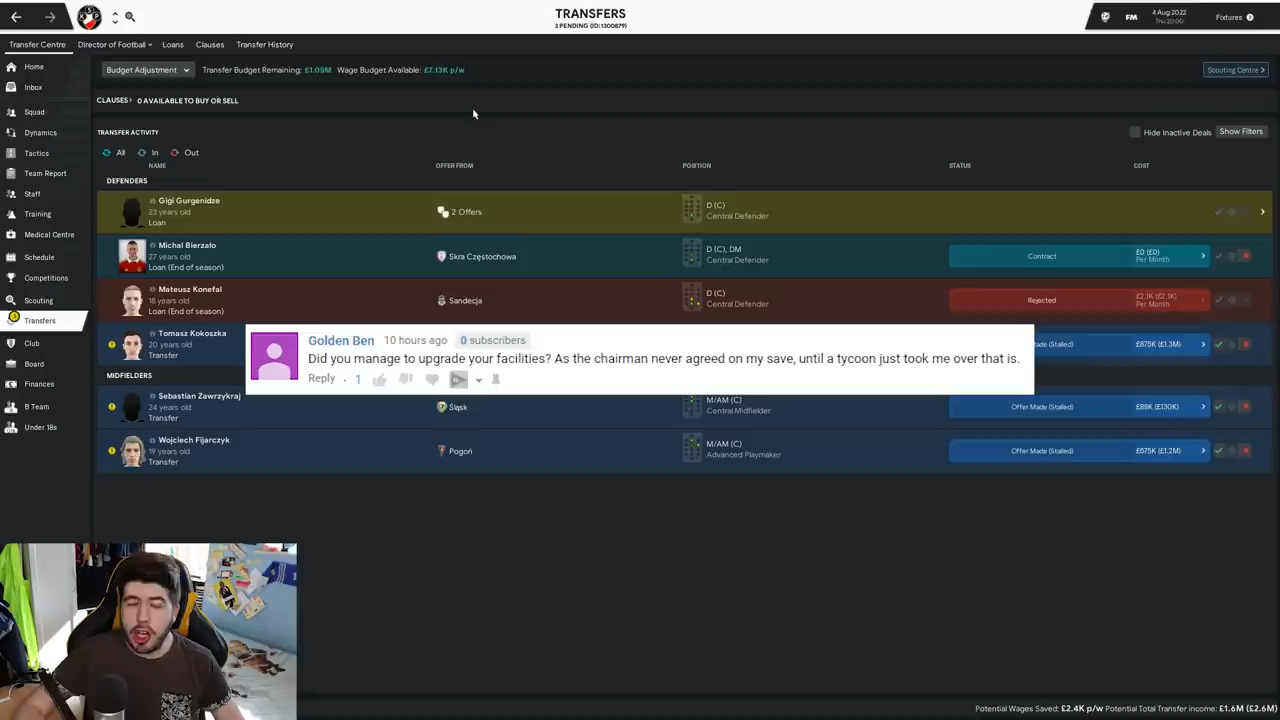 TRANSFERS
3 PENDING (ID:1300879)
4 Aug 2022
Thu 20:00
FM
Fixtures
Transfer Centre
Director of Football
Loans
Clauses
Transfer History
Home
Inbox
Squad
Dynamics
Tactics
Team Report
Staff
Training
Medical Centre
Schedule
Competitions
Scouting
Transfers
Club
Board
Finances
B Team
Under 18s
Budget Adjustment
Transfer Budget Remaining: £1.09M
Wage Budget Available: £7.13K p/w
Scouting Centre >
CLAUSES> 0 AVAILABLE TO BUY OR SELL
TRANSFER ACTIVITY
Hide Inactive Deals
Show Filters
All
In
Out
NAME
OFFER FROM
POSITION
STATUS
COST
DEFENDERS
Gigi Gurgenidze
23 years old
Loan
2 Offers
D (C)
Central Defender
Michal Bierzalo
27 years old
Loan (End of season)
Skra Częstochowa
D (C), DM
Central Defender
Contract
£0 (£0)
Per Month
Mateusz Konefal
18 years old
Loan (End of season)
Sandecja
D (C)
Central Defender
Rejected
£2.1K (£2.1K)
Per Month
Tomasz Kokoszka
20 years old
Transfer
Made (Stalled)
£875K (£1.3M)
Golden Ben 10 hours ago 0 subscribers
Did you manage to upgrade your facilities? As the chairman never agreed on my save, until a tycoon just took me over that is.
Reply · 1
MIDFIELDERS
Sebastian Zawrzykraj
24 years old
Transfer
Śląsk
M/AM (C)
Central Midfielder
Offer Made (Stalled)
£89K (£130K)
Wojciech Fijarczyk
19 years old
Transfer
Pogoń
M/AM (C)
Advanced Playmaker
Offer Made (Stalled)
£675K (£1.2M)
Potential Wages Saved: £2.4K p/w Potential Total Transfer income: £1.6M (£2.6M)